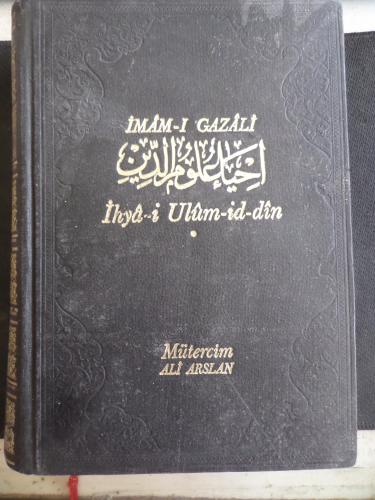 İMÂM-I GAZÂLİ
إحياء علوم الدين
İhyâ-i Ulûm-id-dîn
Mütercim
ALİ ARSLAN